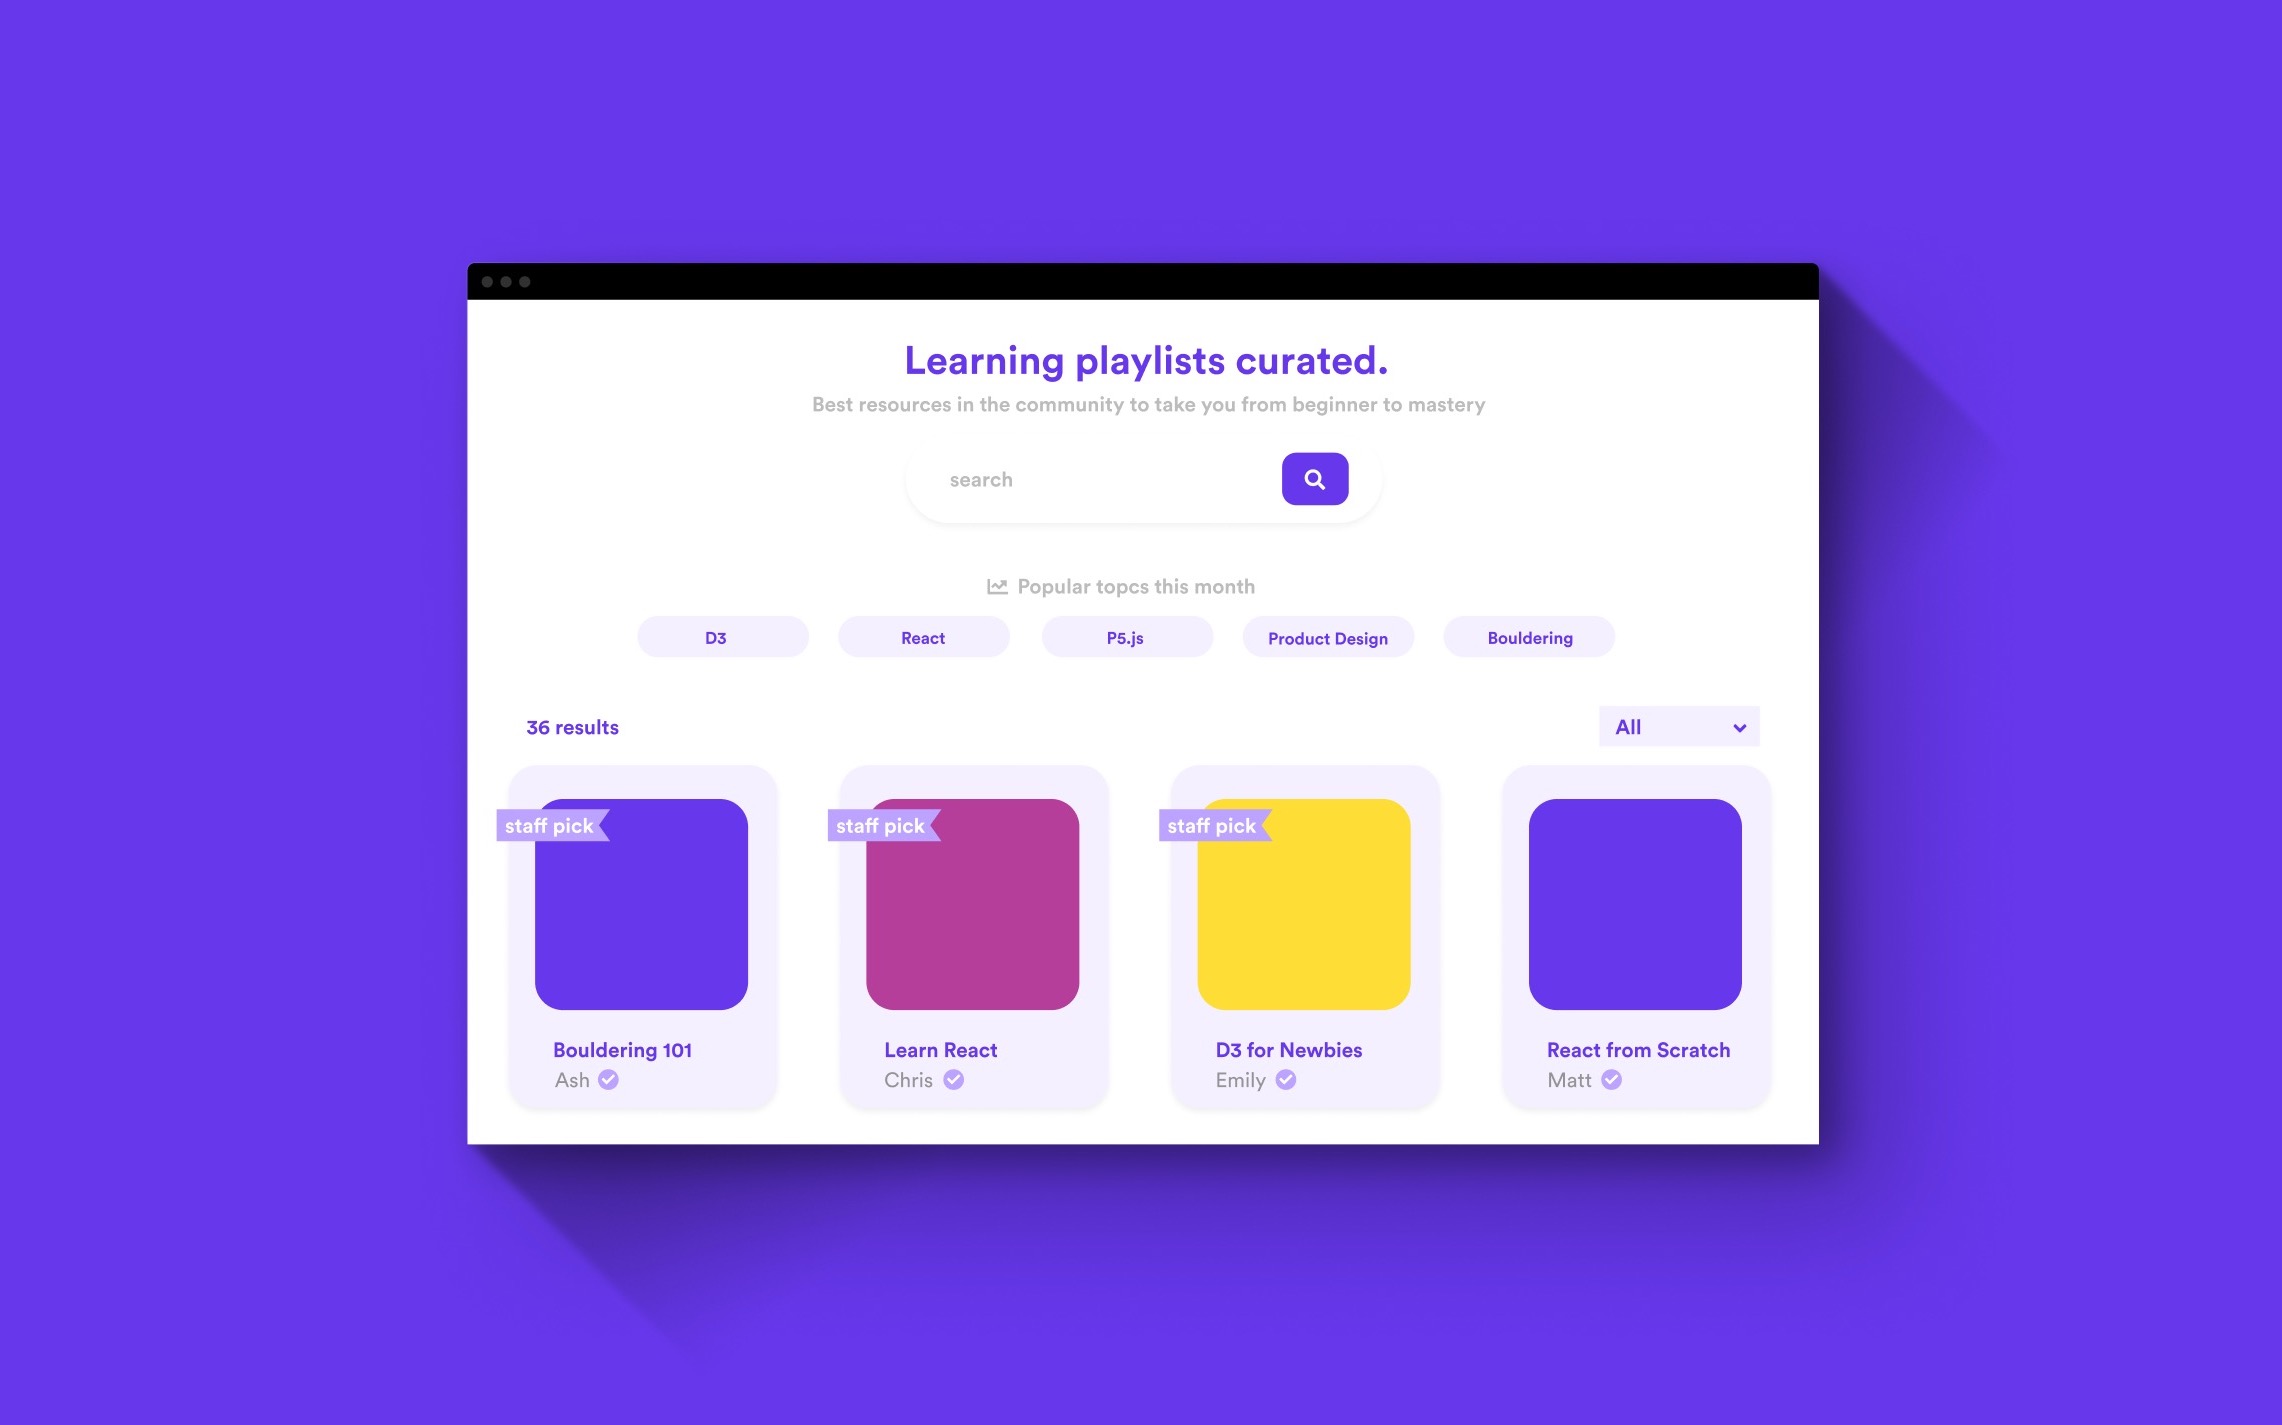 Learning playlists curated.
Best resources in the community to take you from beginner to mastery
search
Popular topcs this month
D3
React
P5.js
Product Design
Bouldering
36 results
All
staff pick
staff pick
staff pick
Bouldering 101
Learn React
D3 for Newbies
React from Scratch
Ash
Chris
Emily
Matt